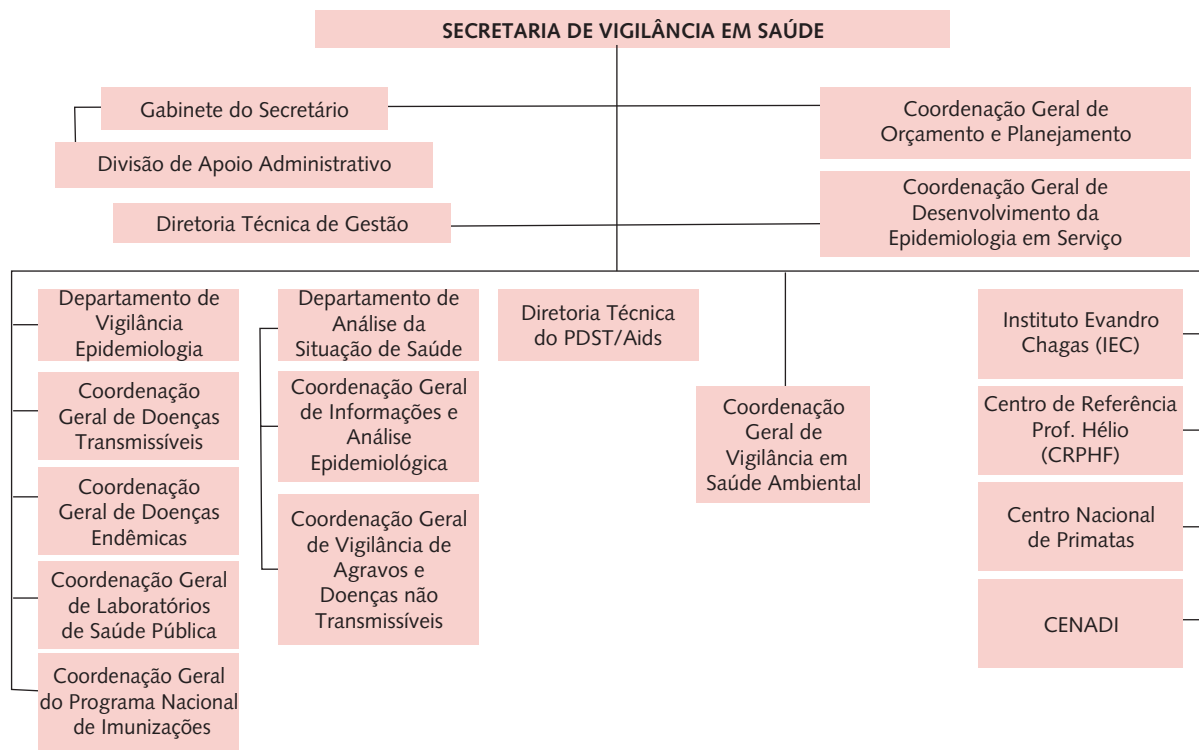 SECRETARIA DE VIGILÂNCIA EM SAÚDE
Gabinete do Secretário
Divisão de Apoio Administrativo
Diretoria Técnica de Gestão
Coordenação Geral de
Orçamento e Planejamento
Coordenação Geral de
Desenvolvimento da
Epidemiologia em Serviço
Departamento de
Vigilância
Epidemiologia
Coordenação
Geral de Doenças
Transmissíveis
Coordenação
Geral de Doenças
Endêmicas
Coordenação Geral
de Laboratórios
de Saúde Pública
Coordenação Geral
do Programa Nacional
de Imunizações
Departamento de
Análise da
Situação de Saúde
Coordenação Geral
de Informações e
Análise
Epidemiológica
Coordenação Geral
de Vigilância de
Agravos e
Doenças não
Transmissíveis
Diretoria Técnica
do PDST/Aids
Coordenação
Geral de
Vigilância em
Saúde Ambiental
Instituto Evandro
Chagas (IEC)
Centro de Referência
Prof. Hélio
(CRPHF)
Centro Nacional
de Primatas
CENADI